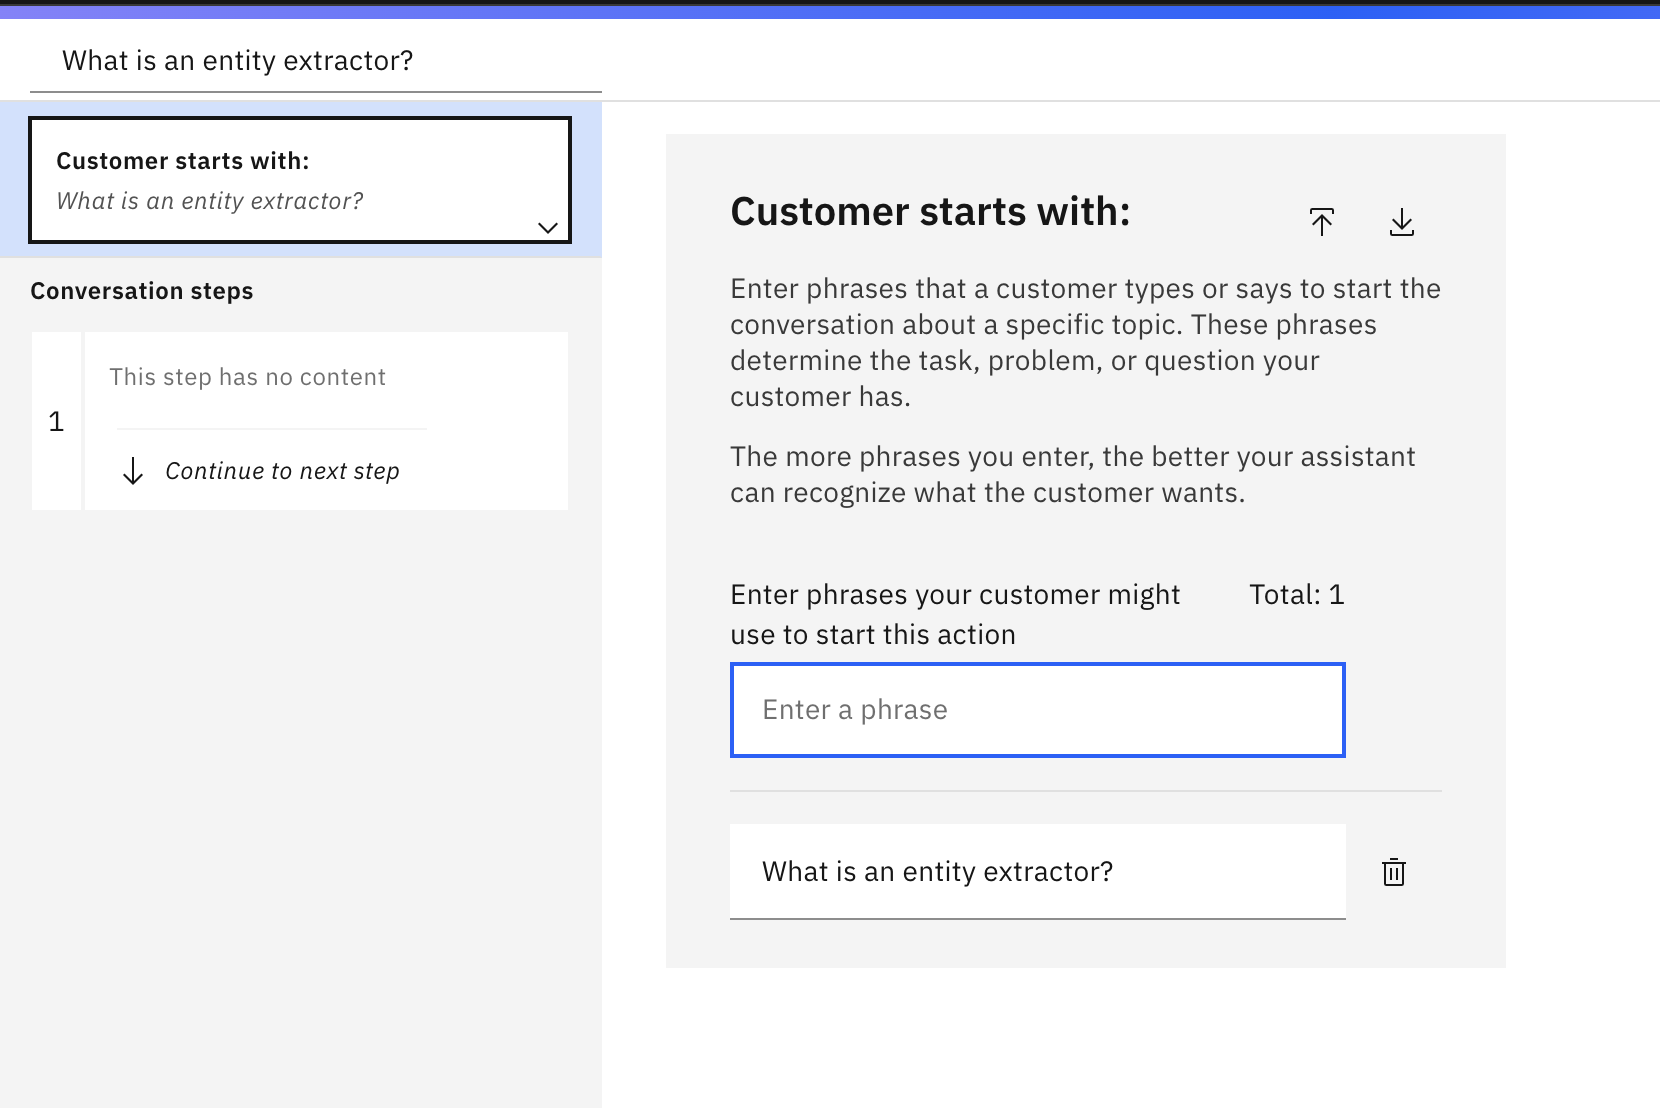 What is an entity extractor?
Customer starts with:
What is an entity extractor?
Conversation steps
1
This step has no content
Continue to next step
Customer starts with:
Enter phrases that a customer types or says to start the
conversation about a specific topic. These phrases
determine the task, problem, or question your
customer has.
The more phrases you enter, the better your assistant
can recognize what the customer wants.
Enter phrases your customer might
use to start this action
Total: 1
Enter a phrase
What is an entity extractor?